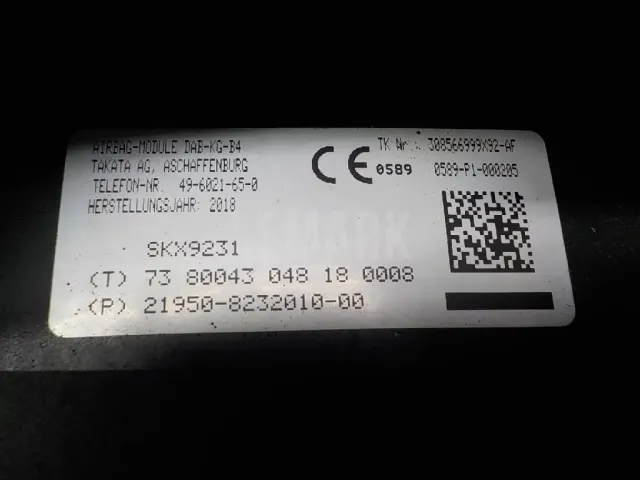 AIRBAG-MODULE DAB-KG-B4
TAKATA AG, ASCHAFFENBURG
TELEFON-NR. 49-6021-65-0
HERSTELLUNGSJAHR: 2018
CE 0589
TK Nr.: 308566999X92-AF
0589-P1-000205
SKX9231
(T) 73 80043 048 18 0008
(P) 21950-8232010-00